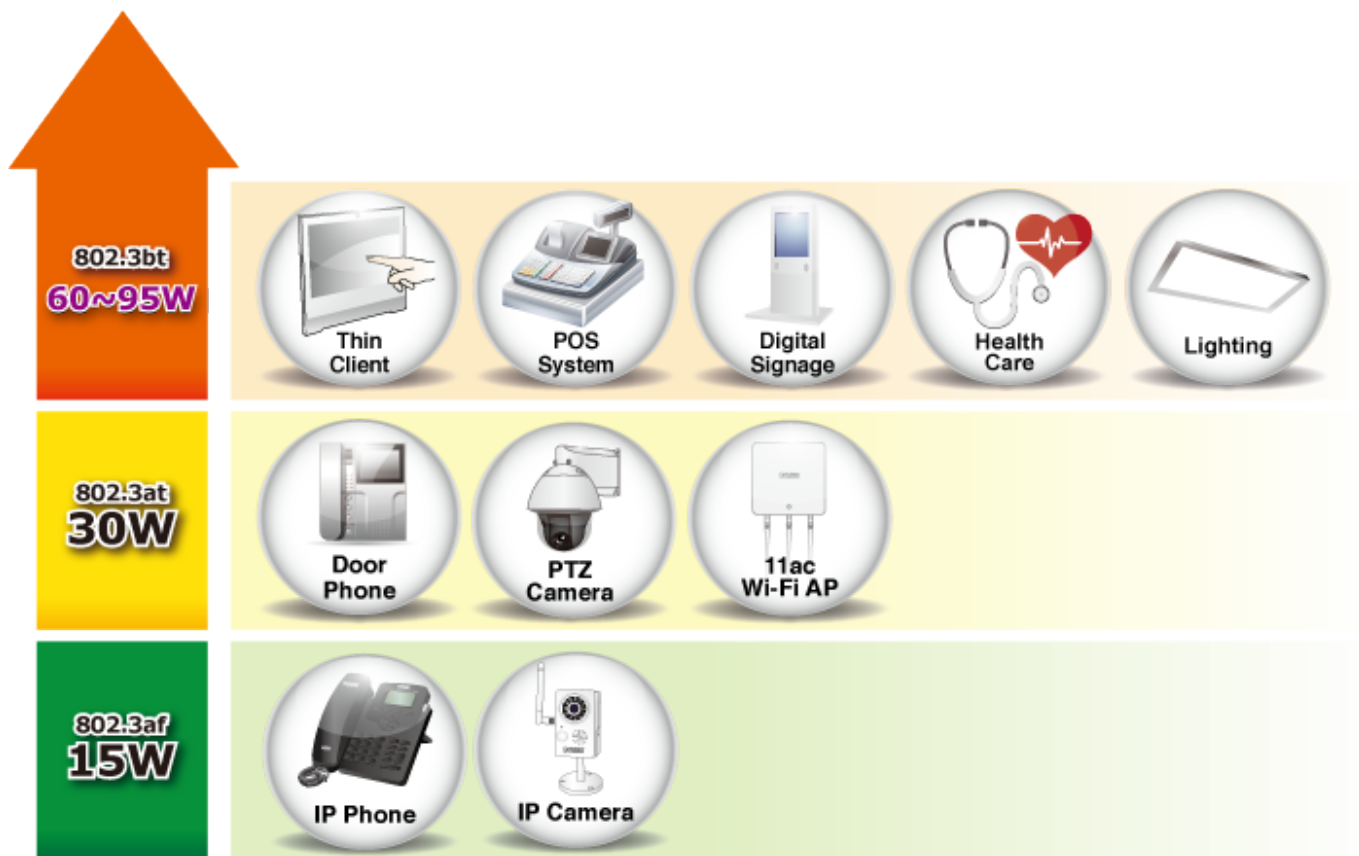 802.3bt
60~95W
Thin
Client
POS
System
Digital
Signage
Health
Care
Lighting
802.3at
30W
Door
Phone
PTZ
Camera
11ac
Wi-Fi AP
802.3af
15W
IP Phone
IP Camera